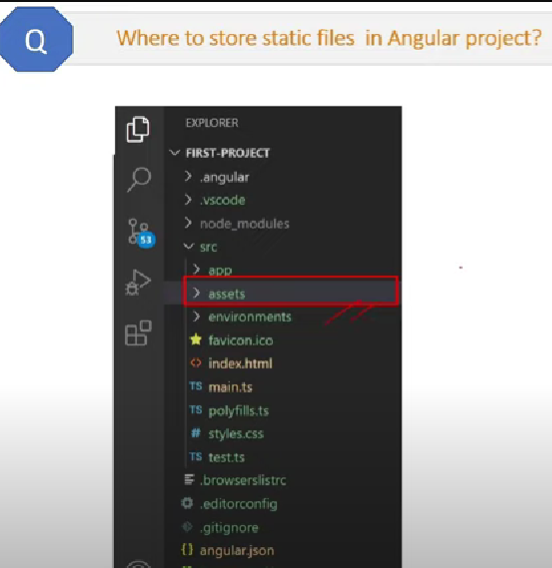 Q
Where to store static files in Angular project?
EXPLORER
FIRST-PROJECT
.angular
.vscode
node_modules
53
src
app
assets
environments
favicon.ico
<> index.html
TS main.ts
TS polyfills.ts
# styles.css
TS test.ts
.browserslistrc
.editorconfig
.gitignore
{} angular.json